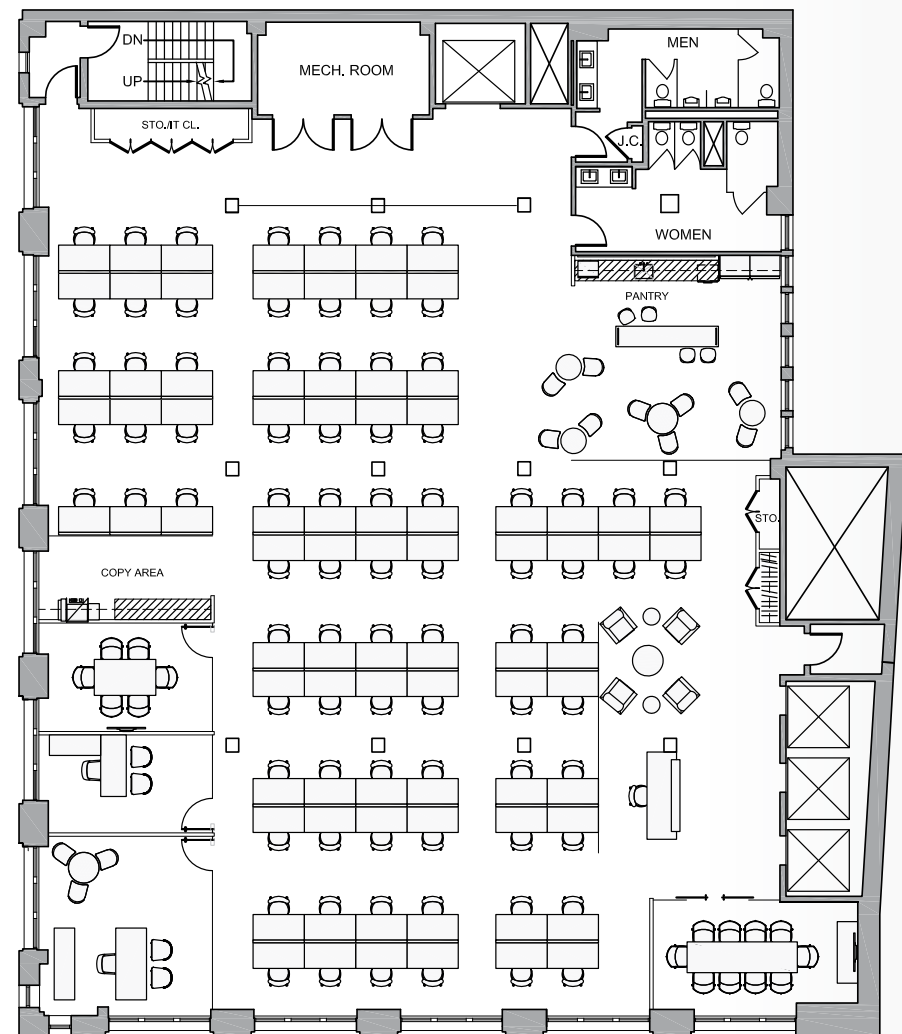 DN
UP
MECH. ROOM
MEN
STO./IT CL.
J.C.
WOMEN
PANTRY
STO.
COPY AREA